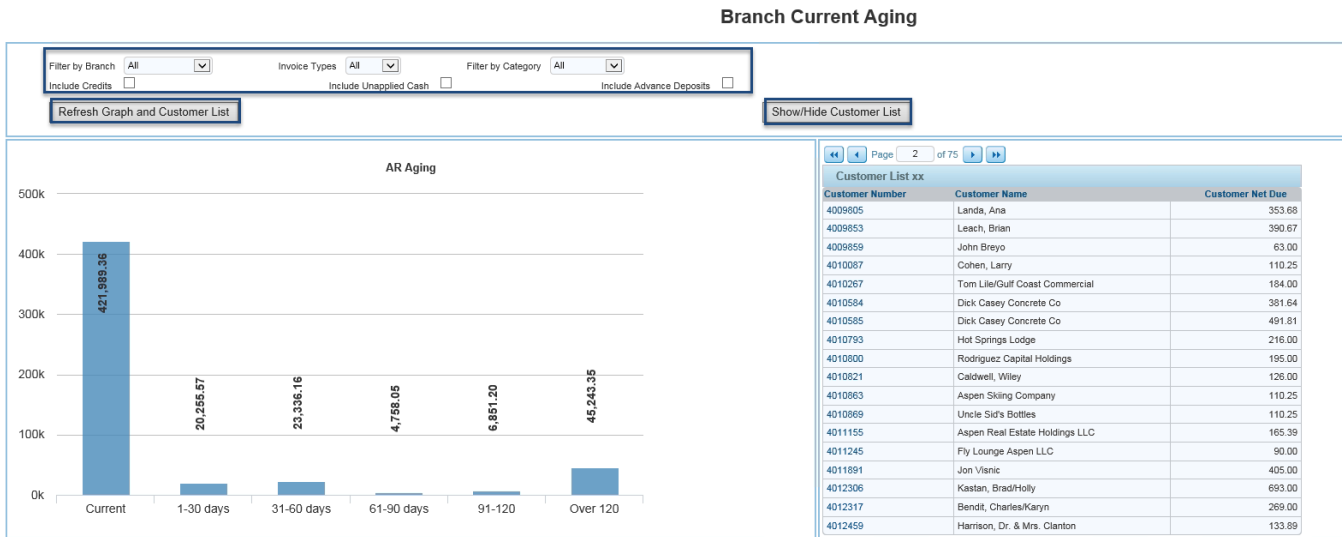 Branch Current Aging
Filter by Branch All Invoice Types All Filter by Category All
Include Credits Include Unapplied Cash Include Advance Deposits
Refresh Graph and Customer List Show/Hide Customer List
AR Aging
500k
400k
300k
200k
100k
0k
421,989.36
20,255.57
23,336.16
4,758.05
6,851.20
45,243.35
Current 1-30 days 31-60 days 61-90 days 91-120 Over 120
Page 2 of 75
Customer List xx
Customer Number Customer Name Customer Net Due
4009805 Landa, Ana 353.68
4009853 Leach, Brian 390.67
4009859 John Breyo 63.00
4010087 Cohen, Larry 110.25
4010267 Tom Lile/Gulf Coast Commercial 184.00
4010584 Dick Casey Concrete Co 381.64
4010585 Dick Casey Concrete Co 491.81
4010793 Hot Springs Lodge 216.00
4010800 Rodriguez Capital Holdings 195.00
4010821 Caldwell, Wiley 126.00
4010863 Aspen Skiing Company 110.25
4010869 Uncle Sid's Bottles 110.25
4011155 Aspen Real Estate Holdings LLC 165.39
4011245 Fly Lounge Aspen LLC 90.00
4011891 Jon Visnic 405.00
4012306 Kastan, Brad/Holly 693.00
4012317 Bendit, Charles/Karyn 269.00
4012459 Harrison, Dr. & Mrs. Clanton 133.89